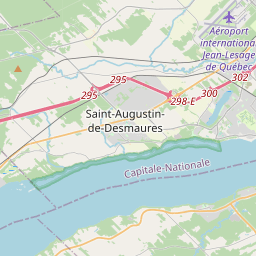 Aéroport
international
Jean-Lesage
de Québec
302
295
295
298-E
300
Saint-Augustin-
de-Desmaures
Capitale-Nationale